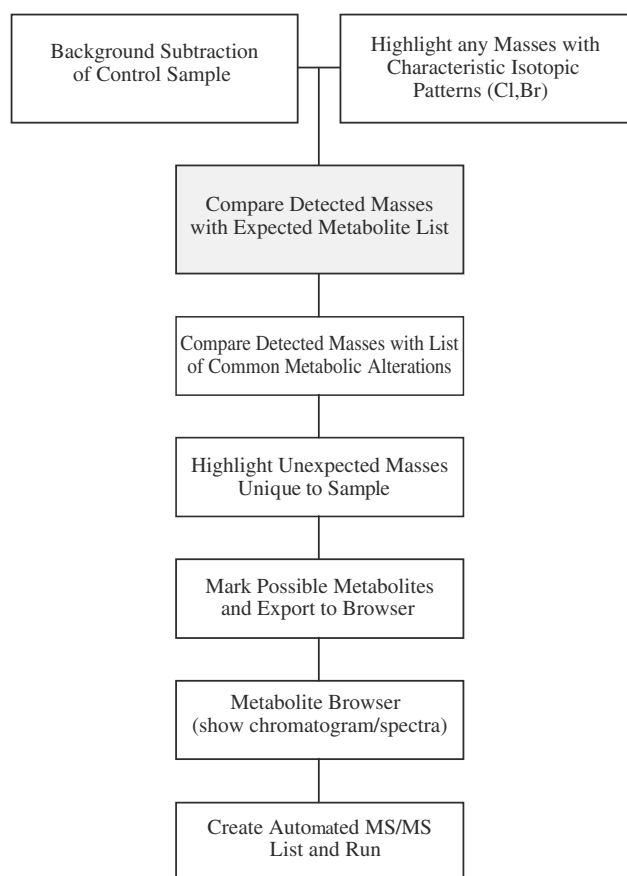 Background Subtraction
of Control Sample
Highlight any Masses with
Characteristic Isotopic
Patterns (Cl,Br)
Compare Detected Masses
with Expected Metabolite List
Compare Detected Masses with List
of Common Metabolic Alterations
Highlight Unexpected Masses
Unique to Sample
Mark Possible Metabolites
and Export to Browser
Metabolite Browser
(show chromatogram/spectra)
Create Automated MS/MS
List and Run